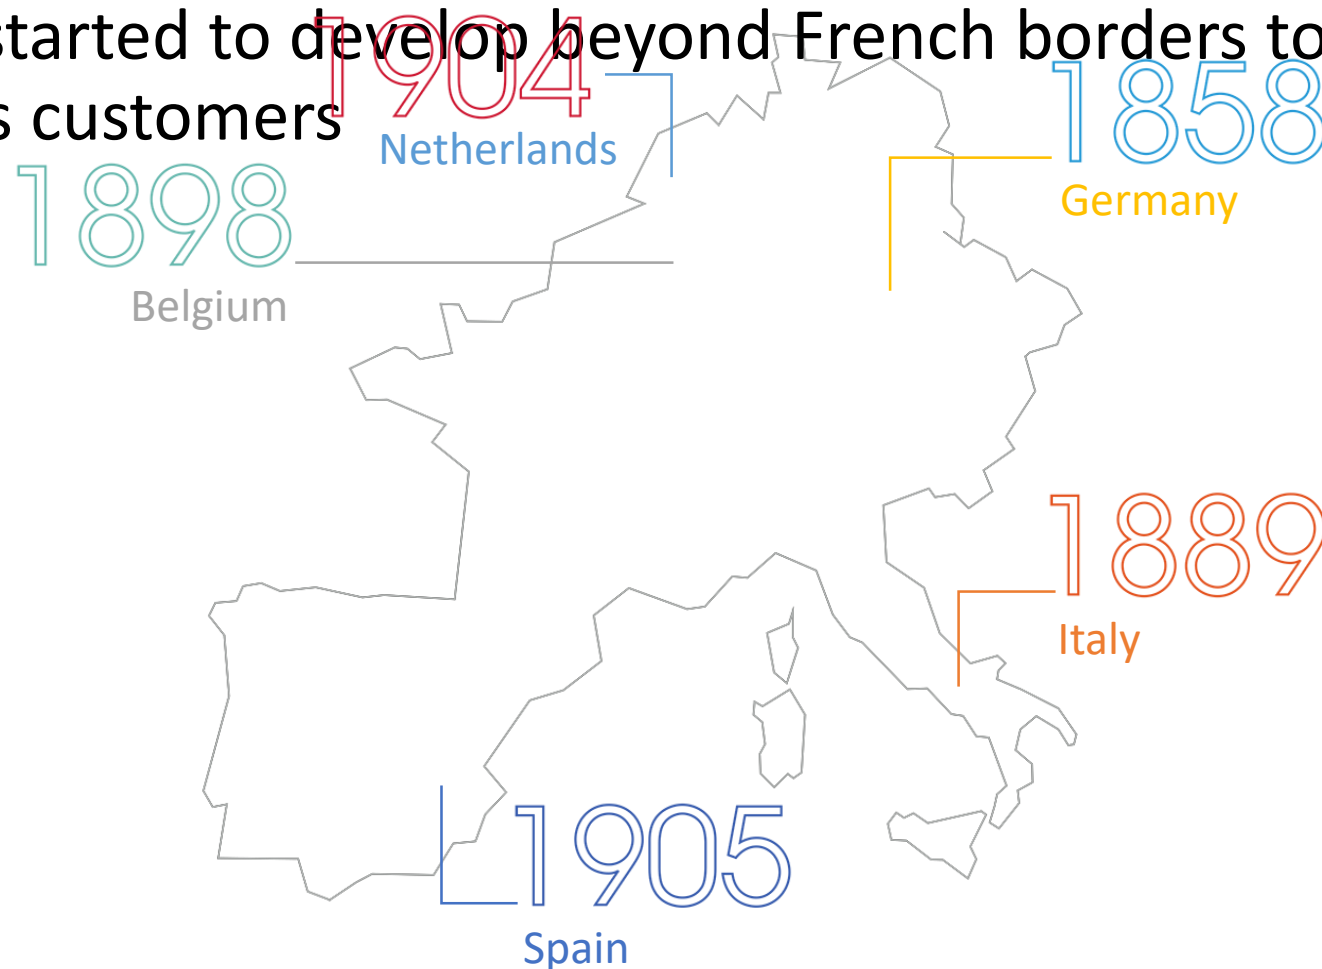 started to develop beyond French borders to
s customers
1904
Netherlands
1858
Germany
1898
Belgium
1889
Italy
1905
Spain